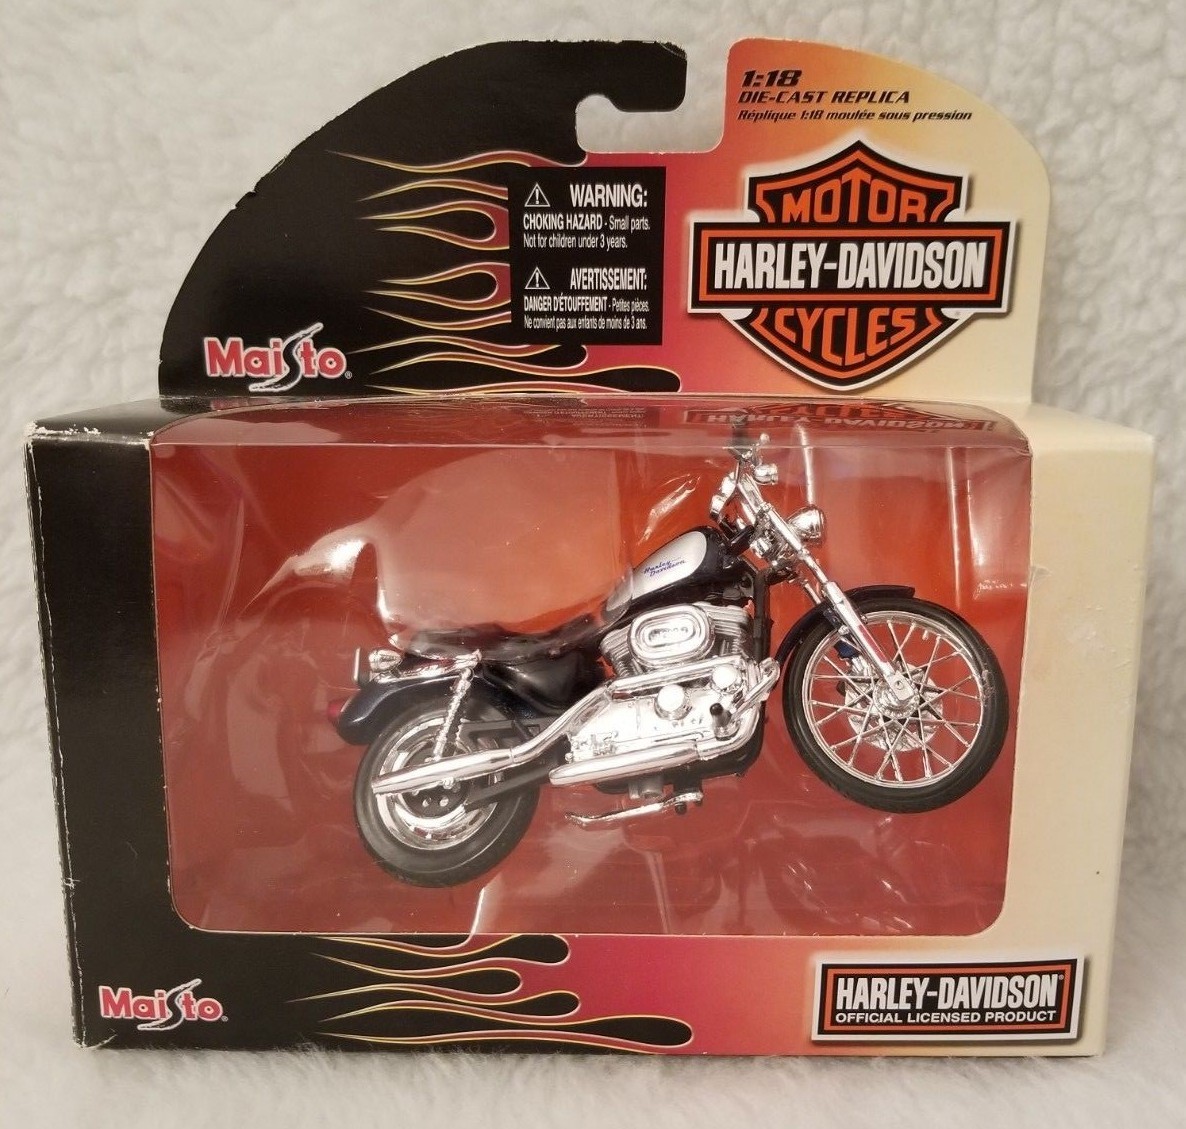 1:18
DIE-CAST REPLICA
Réplique 1:18 moulée sous pression
WARNING:
CHOKING HAZARD - Small parts.
Not for children under 3 years.
AVERTISSEMENT:
DANGER D'ÉTOUFFEMENT - Petites pièces.
Ne convient pas aux enfants de moins de 3 ans.
MOTOR
HARLEY-DAVIDSON
CYCLES
®
Maisto®
Harley
Davidson
Maisto®
HARLEY-DAVIDSON®
OFFICIAL LICENSED PRODUCT